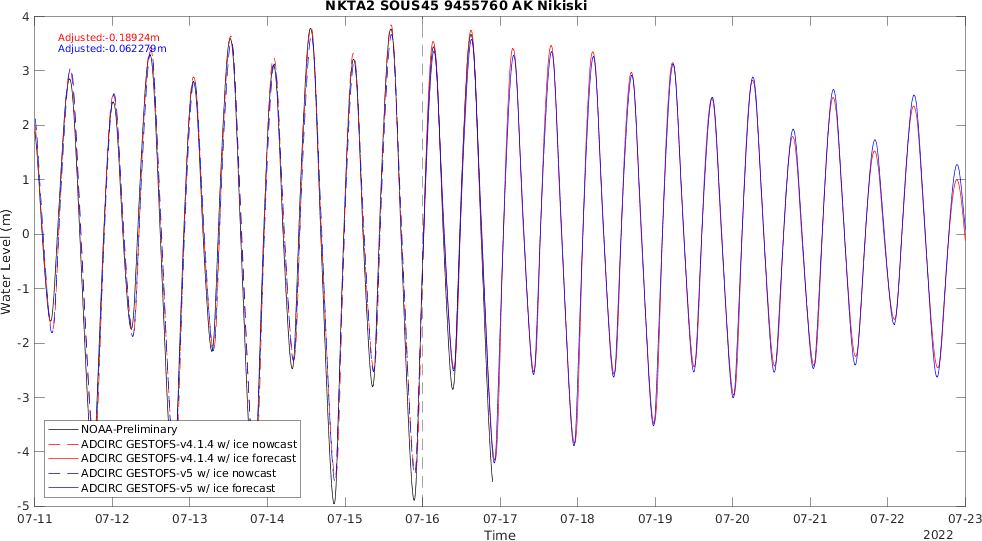 NKTA2 SOUS45 9455760 AK Nikiski
Adjusted:-0.18924m
Adjusted:-0.062279m
4
3
2
1
0
-1
-2
-3
-4
-5
Water Level (m)
NOAA-Preliminary
ADCIRC GESTOFS-v4.1.4 w/ ice nowcast
ADCIRC GESTOFS-v4.1.4 w/ ice forecast
ADCIRC GESTOFS-v5 w/ ice nowcast
ADCIRC GESTOFS-v5 w/ ice forecast
07-11 07-12 07-13 07-14 07-15 07-16 07-17 07-18 07-19 07-20 07-21 07-22 07-23
Time
2022